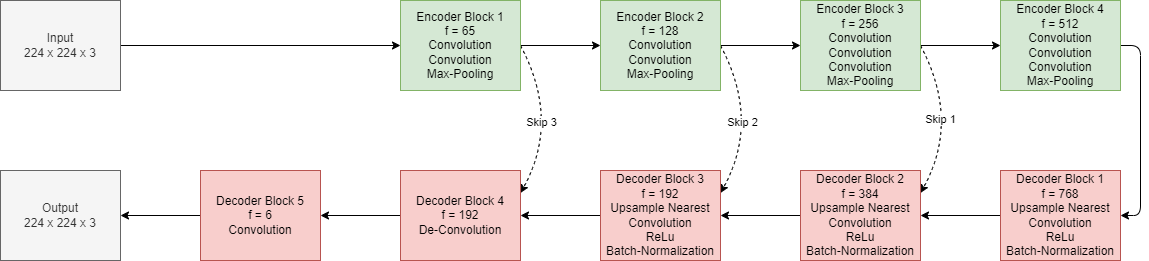 Input
224 x 224 x 3
Encoder Block 1
f = 65
Convolution
Convolution
Max-Pooling
Encoder Block 2
f = 128
Convolution
Convolution
Max-Pooling
Encoder Block 3
f = 256
Convolution
Convolution
Convolution
Max-Pooling
Encoder Block 4
f = 512
Convolution
Convolution
Convolution
Max-Pooling
Skip 3
Skip 2
Skip 1
Output
224 x 224 x 3
Decoder Block 5
f = 6
Convolution
Decoder Block 4
f = 192
De-Convolution
Decoder Block 3
f = 192
Upsample Nearest
Convolution
ReLu
Batch-Normalization
Decoder Block 2
f = 384
Upsample Nearest
Convolution
ReLu
Batch-Normalization
Decoder Block 1
f = 768
Upsample Nearest
Convolution
ReLu
Batch-Normalization